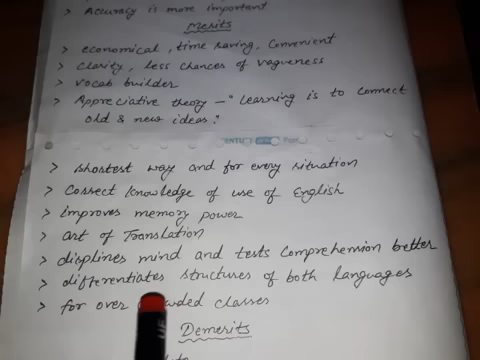 > Accuracy is more important
Merits
> economical, time saving, Convenient
> Clarity, less chances of vagueness
> Vocab builder
> Appreciative theory - "Learning is to connect
old & new ideas."
> Shortest way and for every situation
> Correct knowledge of use of English
> improves memory power
> art of Translation
> displines mind and tests Comprehension better
> differentiates structures of both languages
> for over classes
Demerits